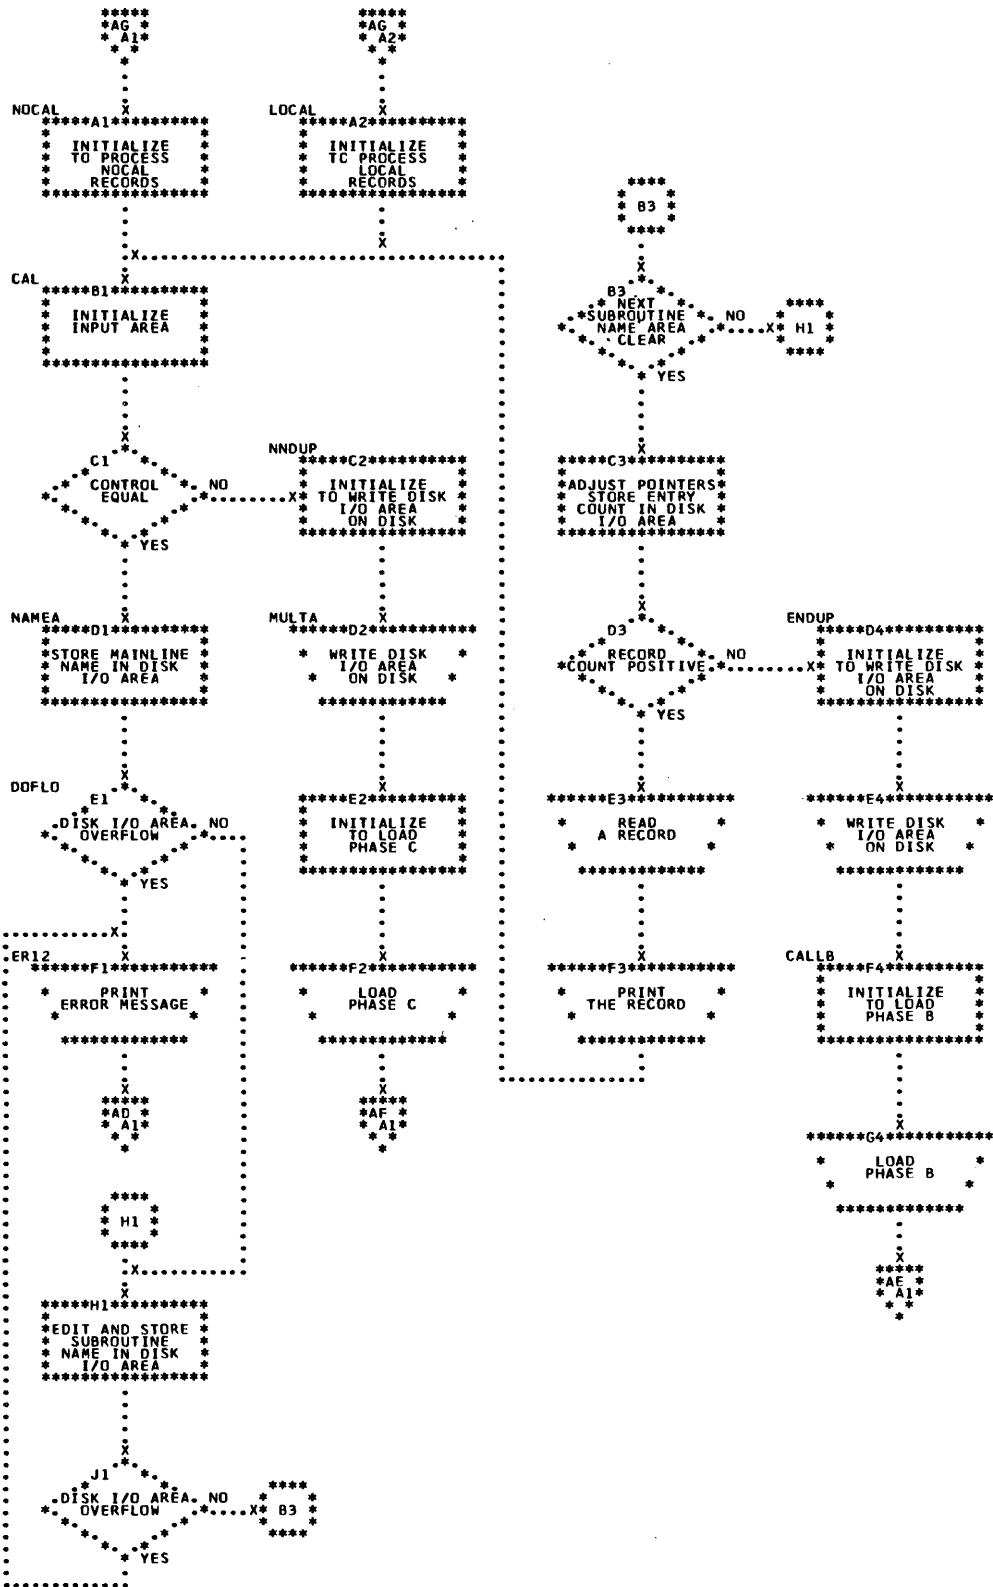 AG
A1
AG
A2
NOCAL
A1
INITIALIZE
TO PROCESS
NOCAL
RECORDS
LOCAL
A2
INITIALIZE
TC PROCESS
LOCAL
RECORDS
CAL
B1
INITIALIZE
INPUT AREA
C1
CONTROL
EQUAL
NO
YES
NNDUP
C2
INITIALIZE
TO WRITE DISK
I/O AREA
ON DISK
NAMEA
D1
STORE MAINLINE
NAME IN DISK
I/O AREA
MULTA
D2
WRITE DISK
I/O AREA
ON DISK
DOFLO
E1
DISK I/O AREA
OVERFLOW
NO
YES
E2
INITIALIZE
TO LOAD
PHASE C
ER12
F1
PRINT
ERROR MESSAGE
F2
LOAD
PHASE C
AD
A1
AF
A1
H1
H1
EDIT AND STORE
SUBROUTINE
NAME IN DISK
I/O AREA
J1
DISK I/O AREA
OVERFLOW
NO
B3
YES
B3
B3
NEXT
SUBROUTINE
NAME AREA
CLEAR
NO
H1
YES
C3
ADJUST POINTERS
STORE ENTRY
COUNT IN DISK
I/O AREA
D3
RECORD
COUNT POSITIVE
NO
YES
ENDUP
D4
INITIALIZE
TO WRITE DISK
I/O AREA
ON DISK
E3
READ
A RECORD
E4
WRITE DISK
I/O AREA
ON DISK
F3
PRINT
THE RECORD
CALLB
F4
INITIALIZE
TO LOAD
PHASE B
G4
LOAD
PHASE B
AE
A1